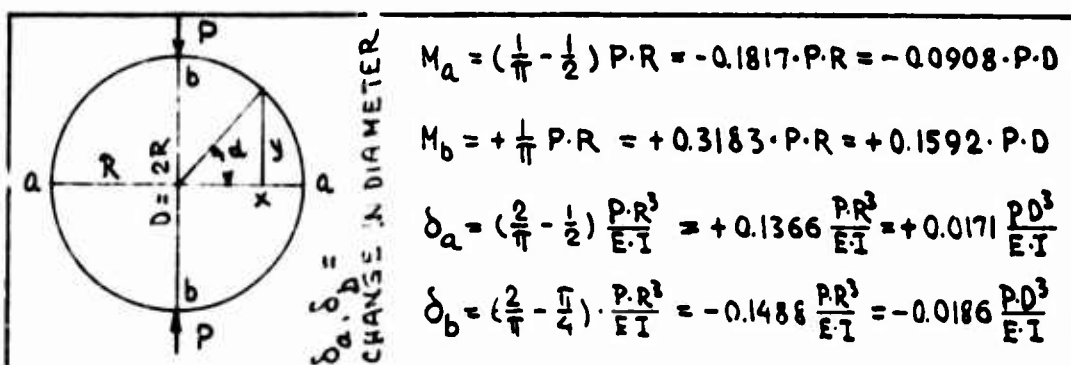 P
b
R
D = 2R
α
y
x
a
a
b
P
δa, δb =
CHANGE IN DIAMETER
Ma = (1/π - 1/2) P·R = -0.1817·P·R = -0.0908·P·D
Mb = + 1/π P·R = +0.3183·P·R = +0.1592·P·D
δa = (2/π - 1/2) P·R³/E·I = +0.1366 P·R³/E·I = +0.0171 PD³/E·I
δb = (2/π - π/4) · P·R³/EI = -0.1488 P·R³/E·I = -0.0186 P·D³/E·I